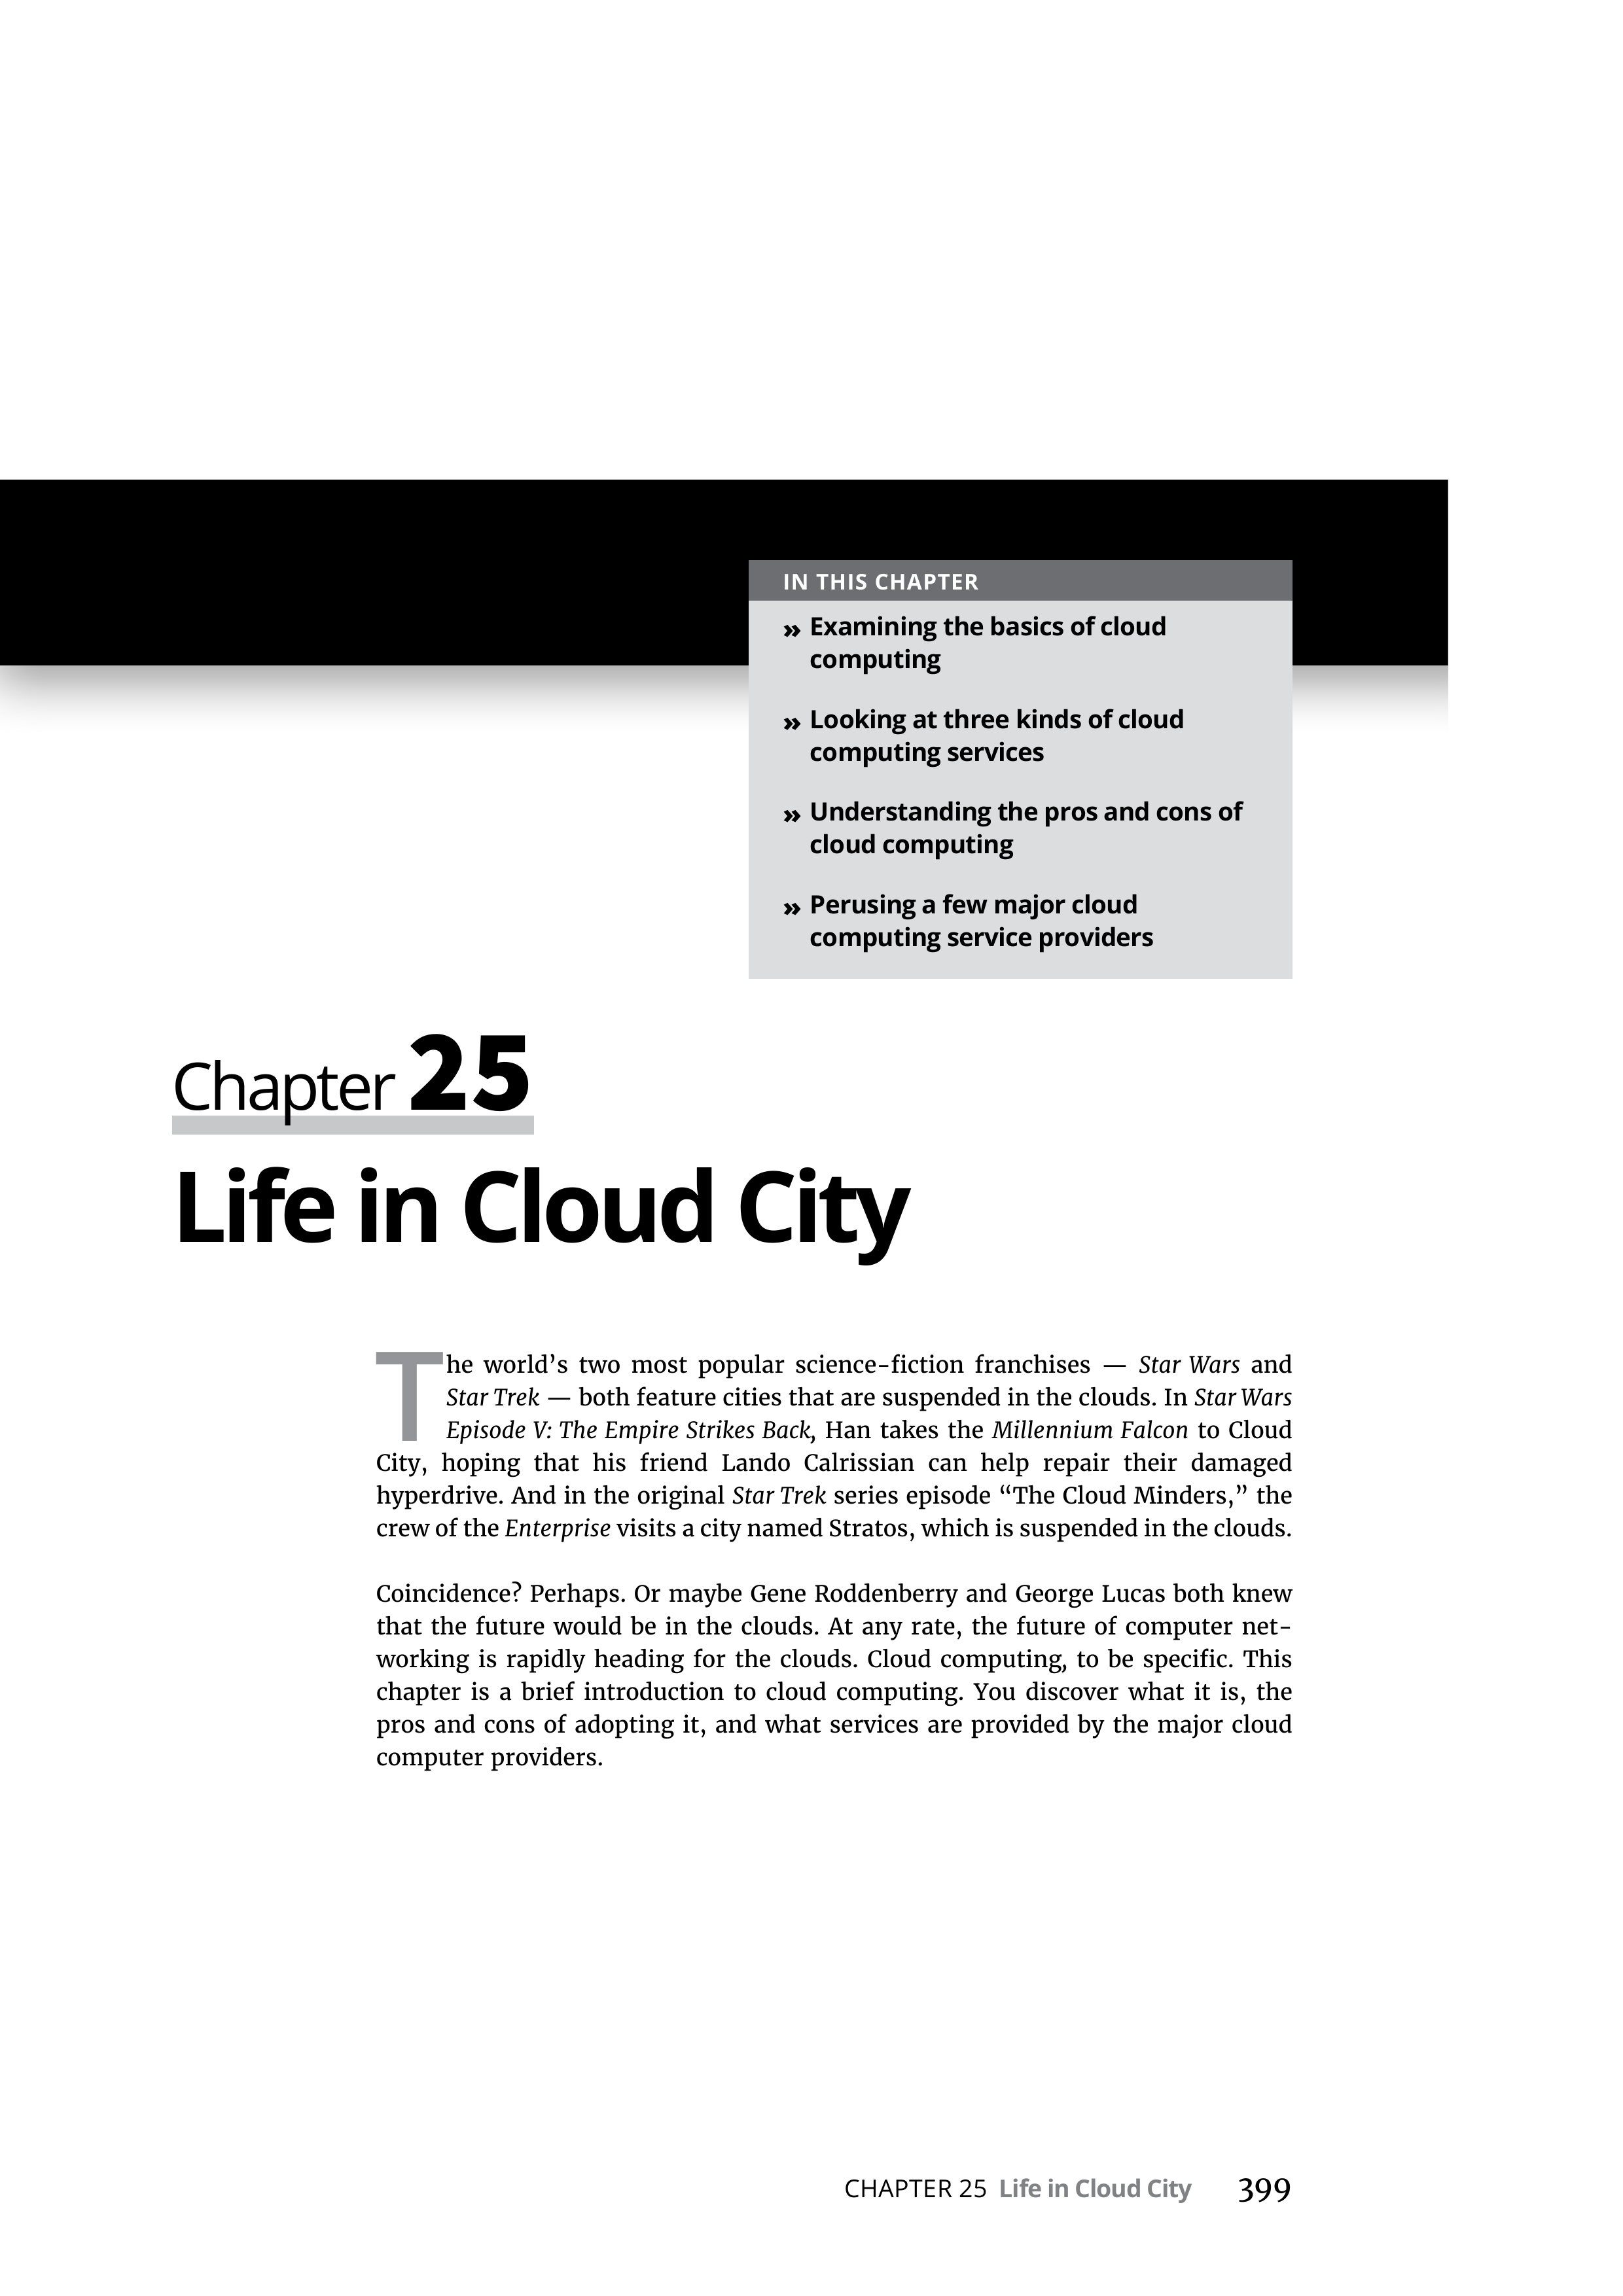 IN THIS CHAPTER
» Examining the basics of cloud
computing
» Looking at three kinds of cloud
computing services
» Understanding the pros and cons of
cloud computing
» Perusing a few major cloud
computing service providers
Chapter 25
Life in Cloud City
The world’s two most popular science-fiction franchises — Star Wars and
Star Trek — both feature cities that are suspended in the clouds. In Star Wars
Episode V: The Empire Strikes Back, Han takes the Millennium Falcon to Cloud
City, hoping that his friend Lando Calrissian can help repair their damaged
hyperdrive. And in the original Star Trek series episode “The Cloud Minders,” the
crew of the Enterprise visits a city named Stratos, which is suspended in the clouds.
Coincidence? Perhaps. Or maybe Gene Roddenberry and George Lucas both knew
that the future would be in the clouds. At any rate, the future of computer net-
working is rapidly heading for the clouds. Cloud computing, to be specific. This
chapter is a brief introduction to cloud computing. You discover what it is, the
pros and cons of adopting it, and what services are provided by the major cloud
computer providers.
CHAPTER 25 Life in Cloud City 399